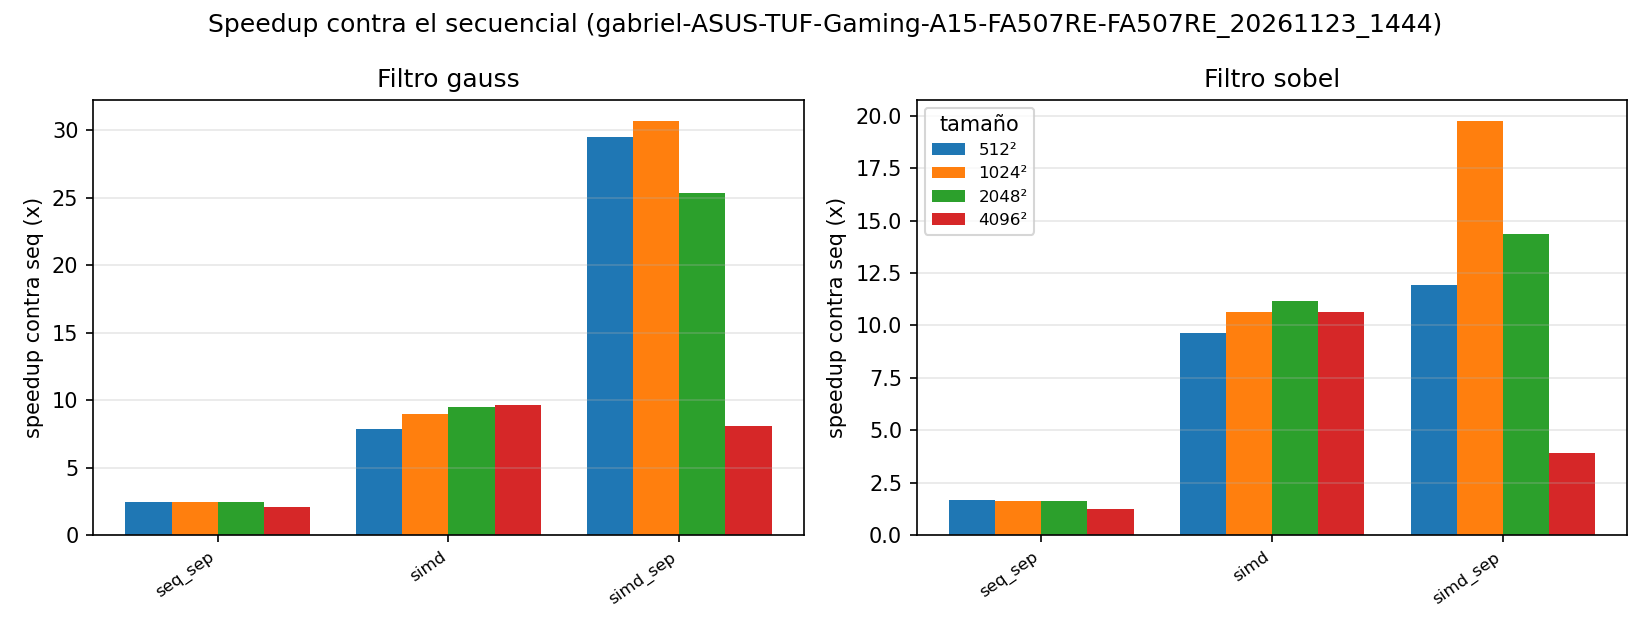 Speedup contra el secuencial (gabriel-ASUS-TUF-Gaming-A15-FA507RE-FA507RE_20261123_1444)
Filtro gauss
speedup contra seq (x)
30
25
20
15
10
5
0
seq_sep
simd
simd_sep
Filtro sobel
speedup contra seq (x)
20.0
17.5
15.0
12.5
10.0
7.5
5.0
2.5
0.0
tamaño
512²
1024²
2048²
4096²
seq_sep
simd
simd_sep